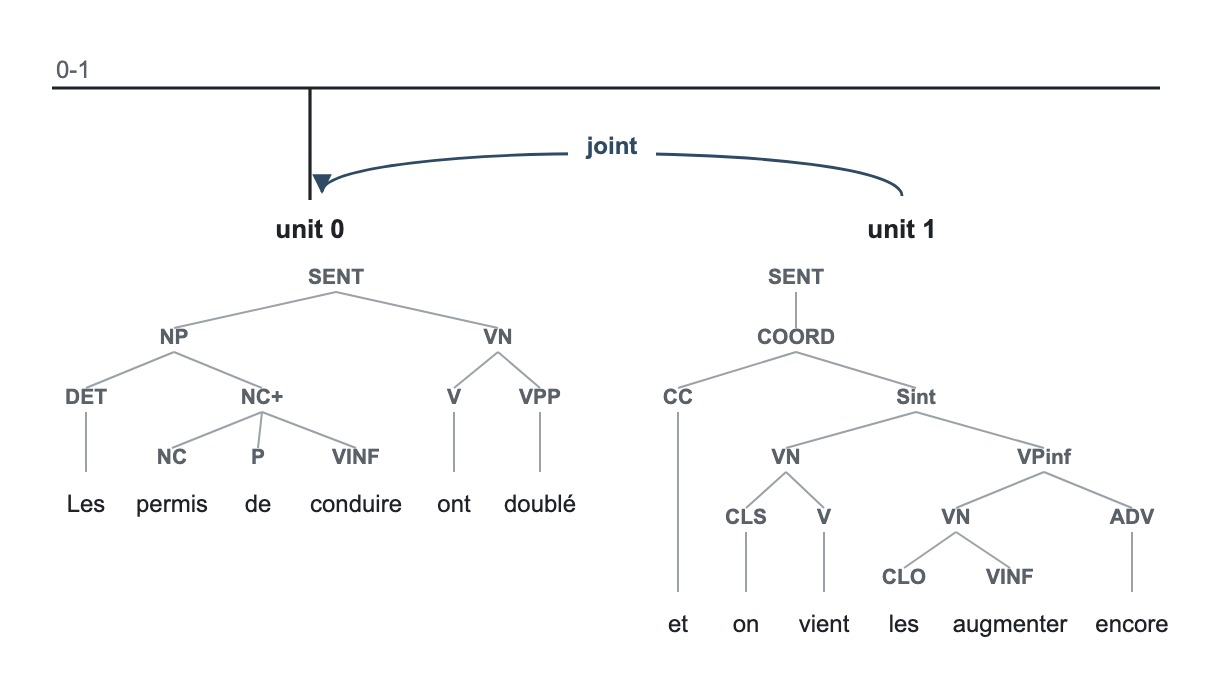 0-1
joint
unit 0 unit 1
SENT SENT
NP VN COORD
DET NC+ V VPP CC Sint
NC P VINF VN VPinf
Les permis de conduire ont doublé
CLS V VN ADV
CLO VINF
et on vient les augmenter encore